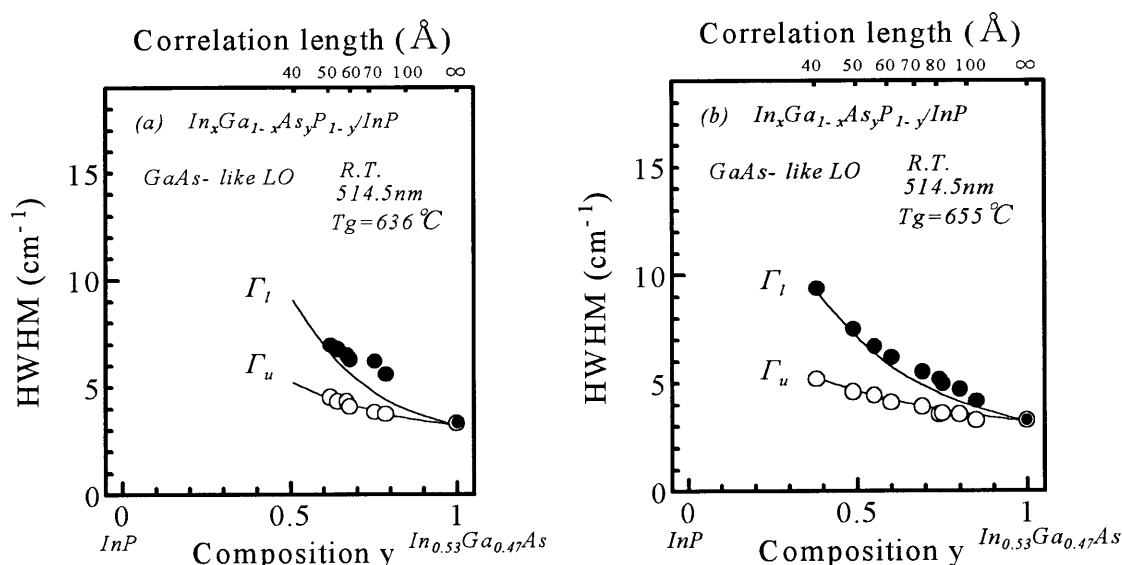 Correlation length (Å)
40 50 60 70 100 ∞
(a) InₓGa₁₋ₓAsᵧP₁₋ᵧ/InP
GaAs- like LO
R.T.
514.5nm
Tg=636℃
15
10
5
0
HWHM (cm⁻¹)
Γₗ
Γᵤ
0 0.5 1
InP
Composition y
In₀.₅₃Ga₀.₄₇As
Correlation length (Å)
40 50 60 70 80 100 ∞
(b) InₓGa₁₋ₓAsᵧP₁₋ᵧ/InP
GaAs- like LO
R.T.
514.5nm
Tg=655℃
15
10
5
0
HWHM (cm⁻¹)
Γₗ
Γᵤ
0 0.5 1
InP
Composition y
In₀.₅₃Ga₀.₄₇As